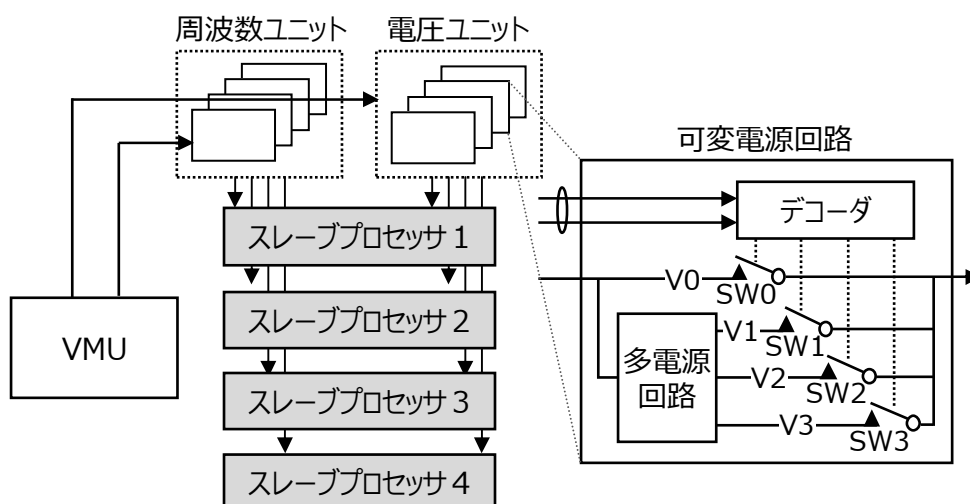 周波数ユニット
電圧ユニット
可変電源回路
デコーダ
スレーブプロセッサ1
V0
SW0
スレーブプロセッサ2
VMU
V1
SW1
多電源
回路
V2
SW2
スレーブプロセッサ3
V3
SW3
スレーブプロセッサ4